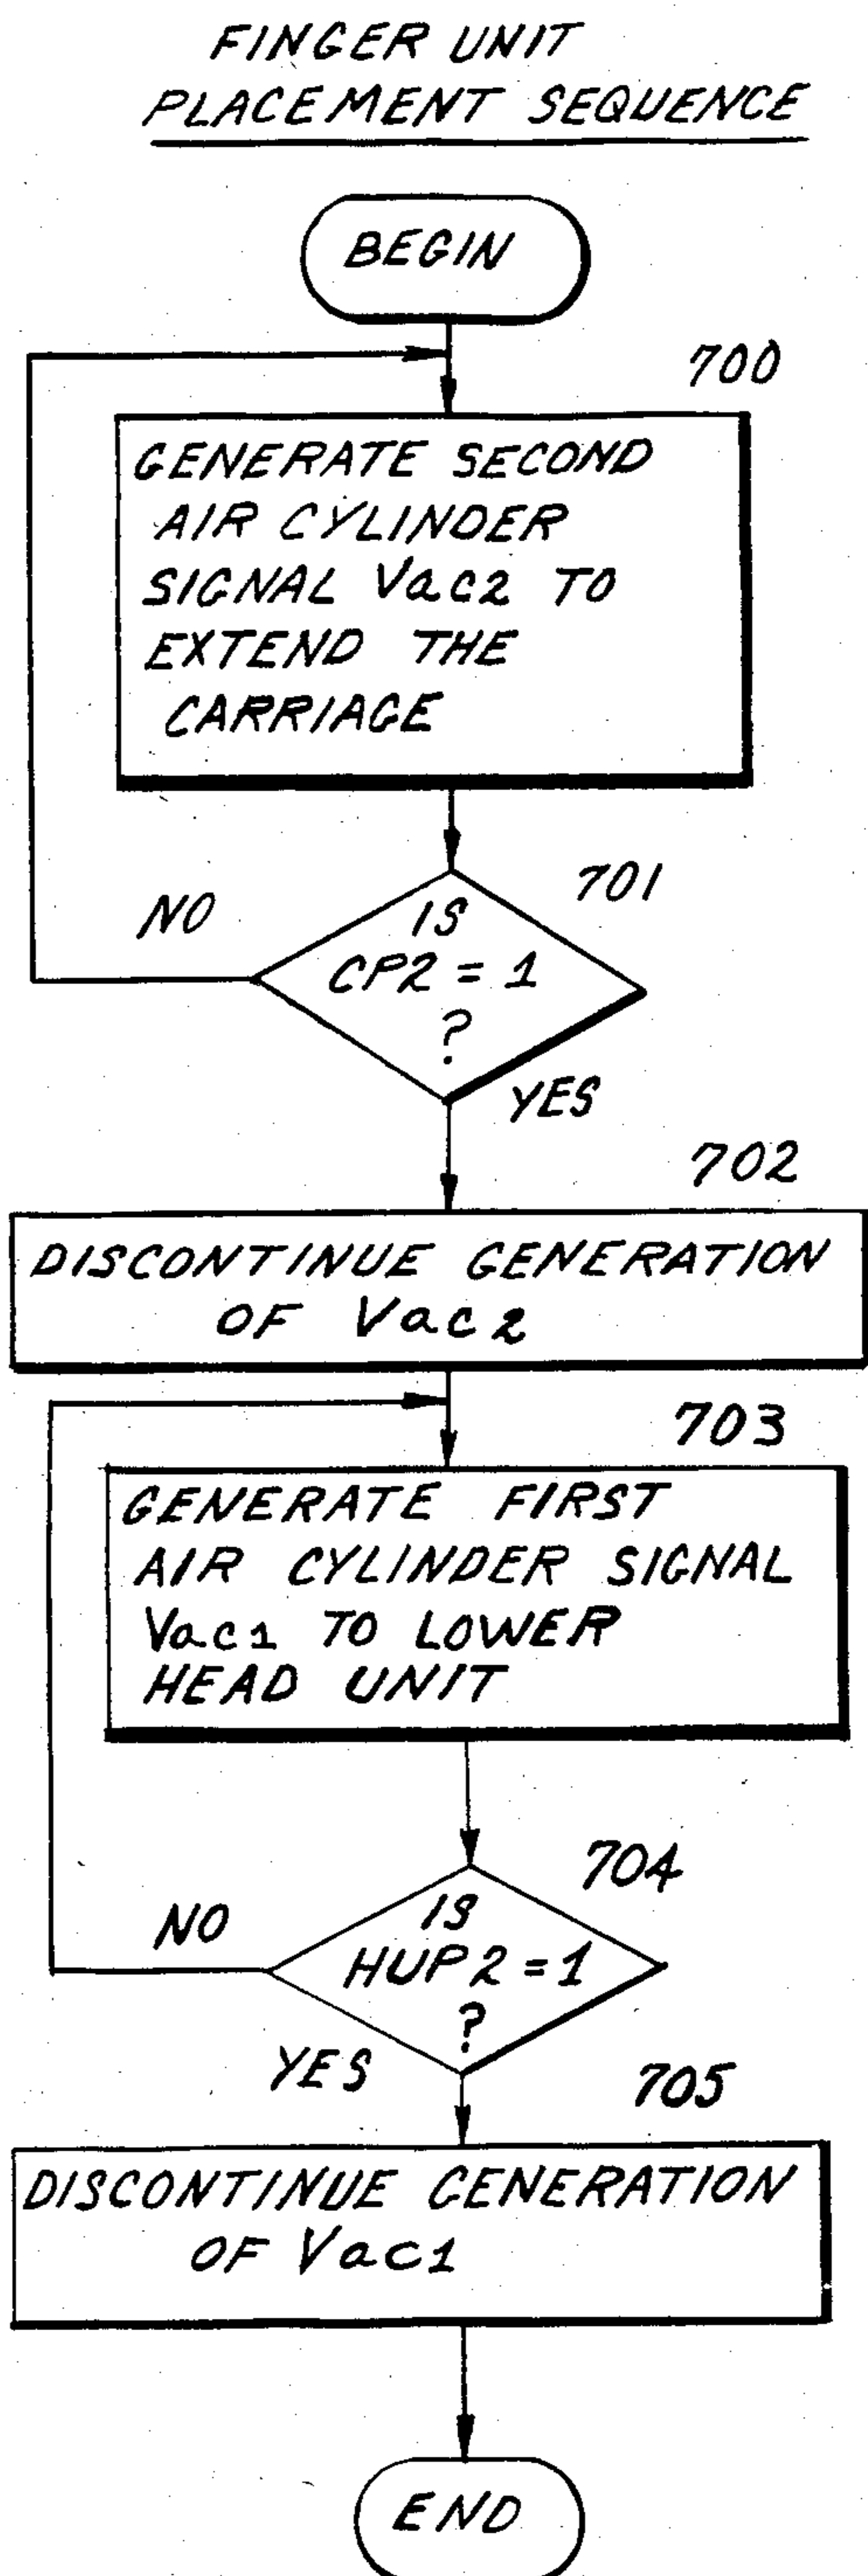 FINGER UNIT
PLACEMENT SEQUENCE
BEGIN
700
GENERATE SECOND
AIR CYLINDER
SIGNAL Vac2 TO
EXTEND THE
CARRIAGE
701
NO
IS
CP2 = 1
?
YES
702
DISCONTINUE GENERATION
OF Vac2
703
GENERATE FIRST
AIR CYLINDER SIGNAL
Vac1 TO LOWER
HEAD UNIT
704
NO
IS
HUP2 = 1
?
YES
705
DISCONTINUE GENERATION
OF Vac1
END